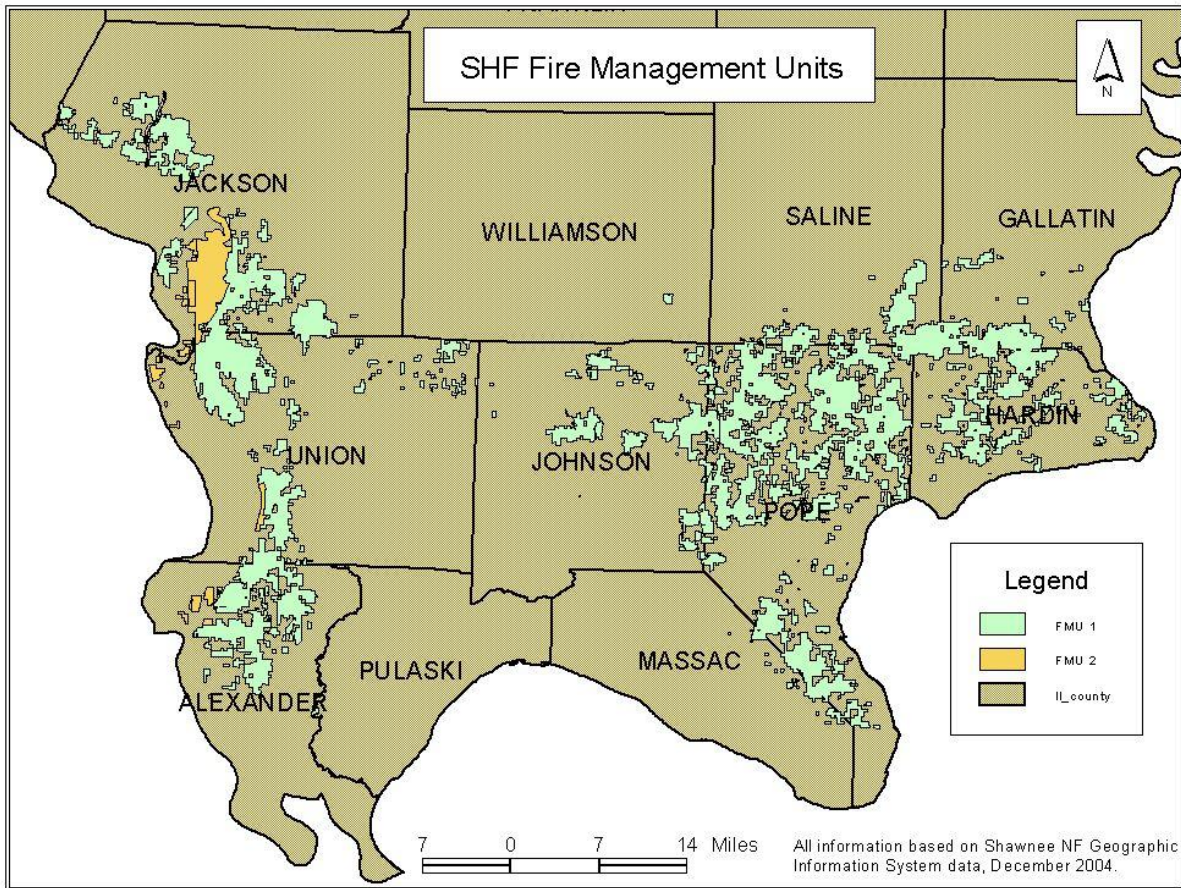 SHF Fire Management Units
N
JACKSON
WILLIAMSON
SALINE
GALLATIN
UNION
JOHNSON
POPE
HARDIN
ALEXANDER
PULASKI
MASSAC
Legend
FMU 1
FMU 2
Il_county
7 0 7 14 Miles
All information based on Shawnee NF Geographic
Information System data, December 2004.